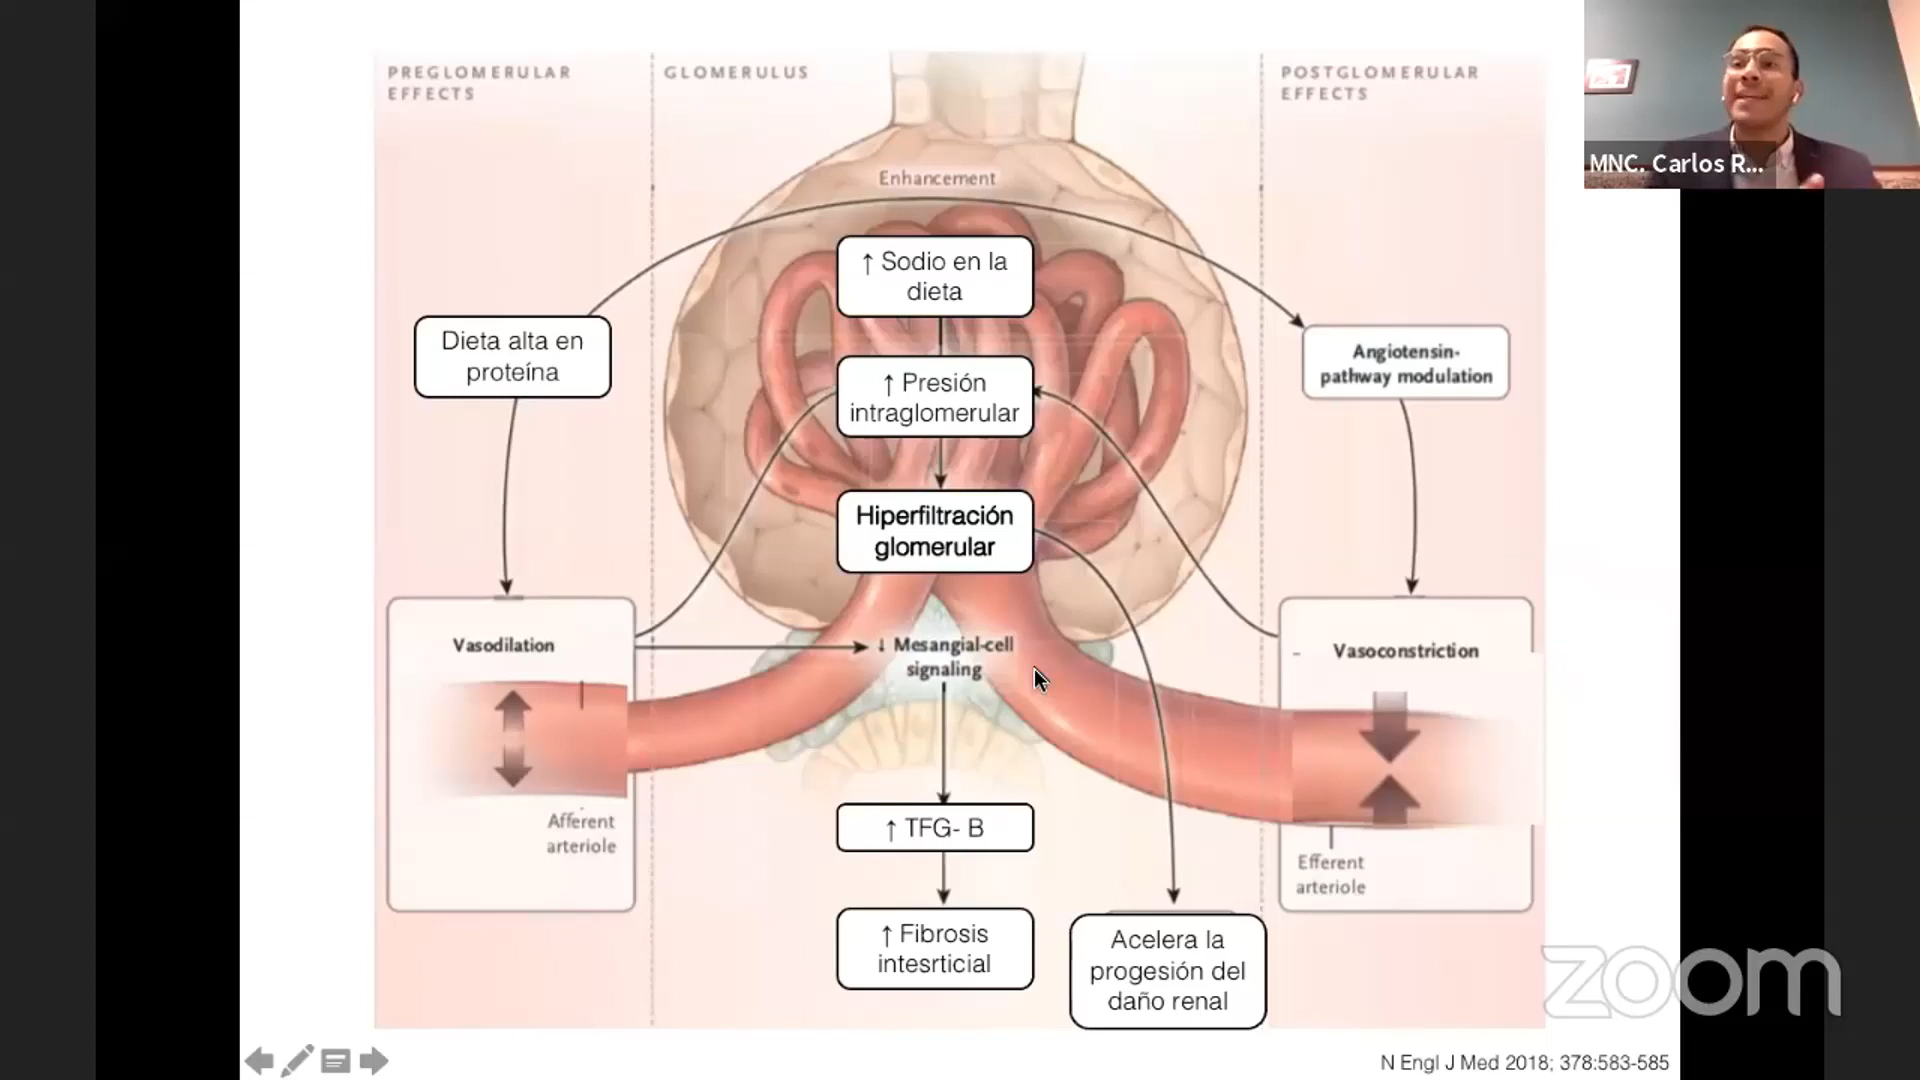 PREGLOMERULAR
EFFECTS
GLOMERULUS
POSTGLOMERULAR
EFFECTS
MNC. Carlos R...
Enhancement
↑ Sodio en la
dieta
Dieta alta en
proteína
↑ Presión
intraglomerular
Angiotensin-
pathway modulation
Hiperfiltración
glomerular
Vasodilation
↓ Mesangial-cell
signaling
Vasoconstriction
Afferent
arteriole
↑ TFG- B
Efferent
arteriole
↑ Fibrosis
intesrticial
Acelera la
progesión del
daño renal
zoom
N Engl J Med 2018; 378:583-585